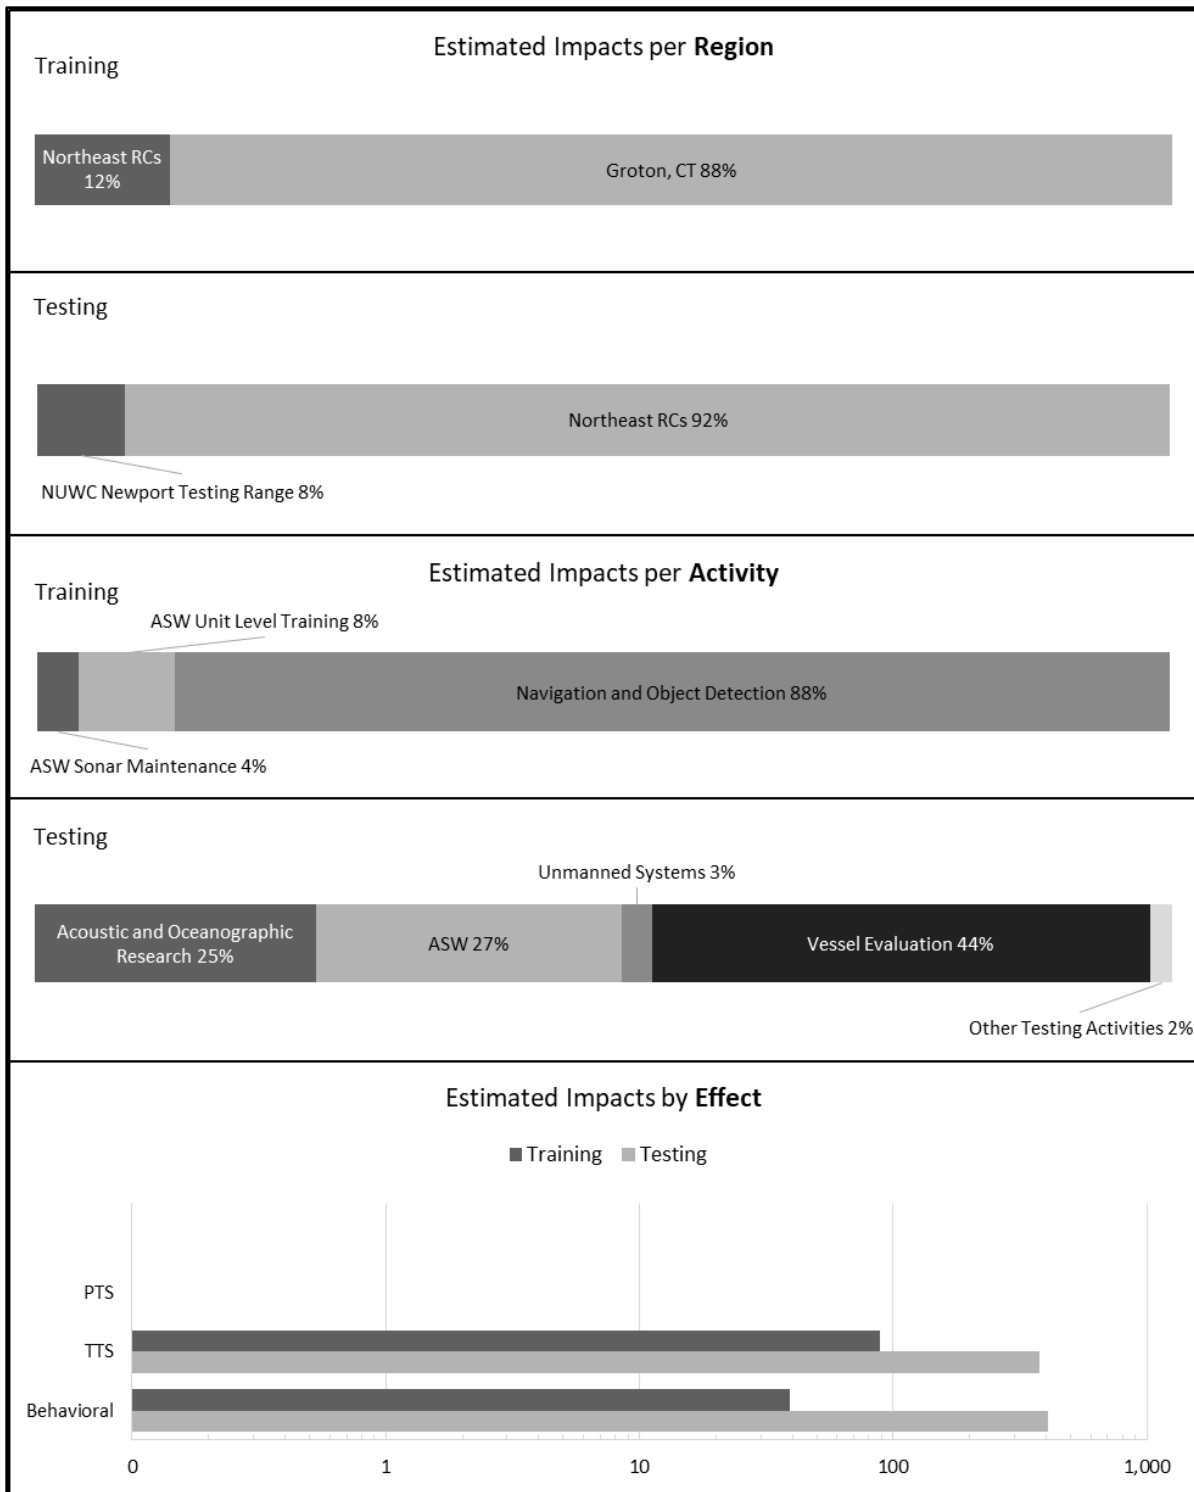 Estimated Impacts per Region
Training
Northeast RCs
12%
Groton, CT 88%
Testing
Northeast RCs 92%
NUWC Newport Testing Range 8%
Estimated Impacts per Activity
Training
ASW Unit Level Training 8%
Navigation and Object Detection 88%
ASW Sonar Maintenance 4%
Testing
Unmanned Systems 3%
Acoustic and Oceanographic
Research 25%
ASW 27%
Vessel Evaluation 44%
Other Testing Activities 2%
Estimated Impacts by Effect
Training Testing
PTS
TTS
Behavioral
0 1 10 100 1,000